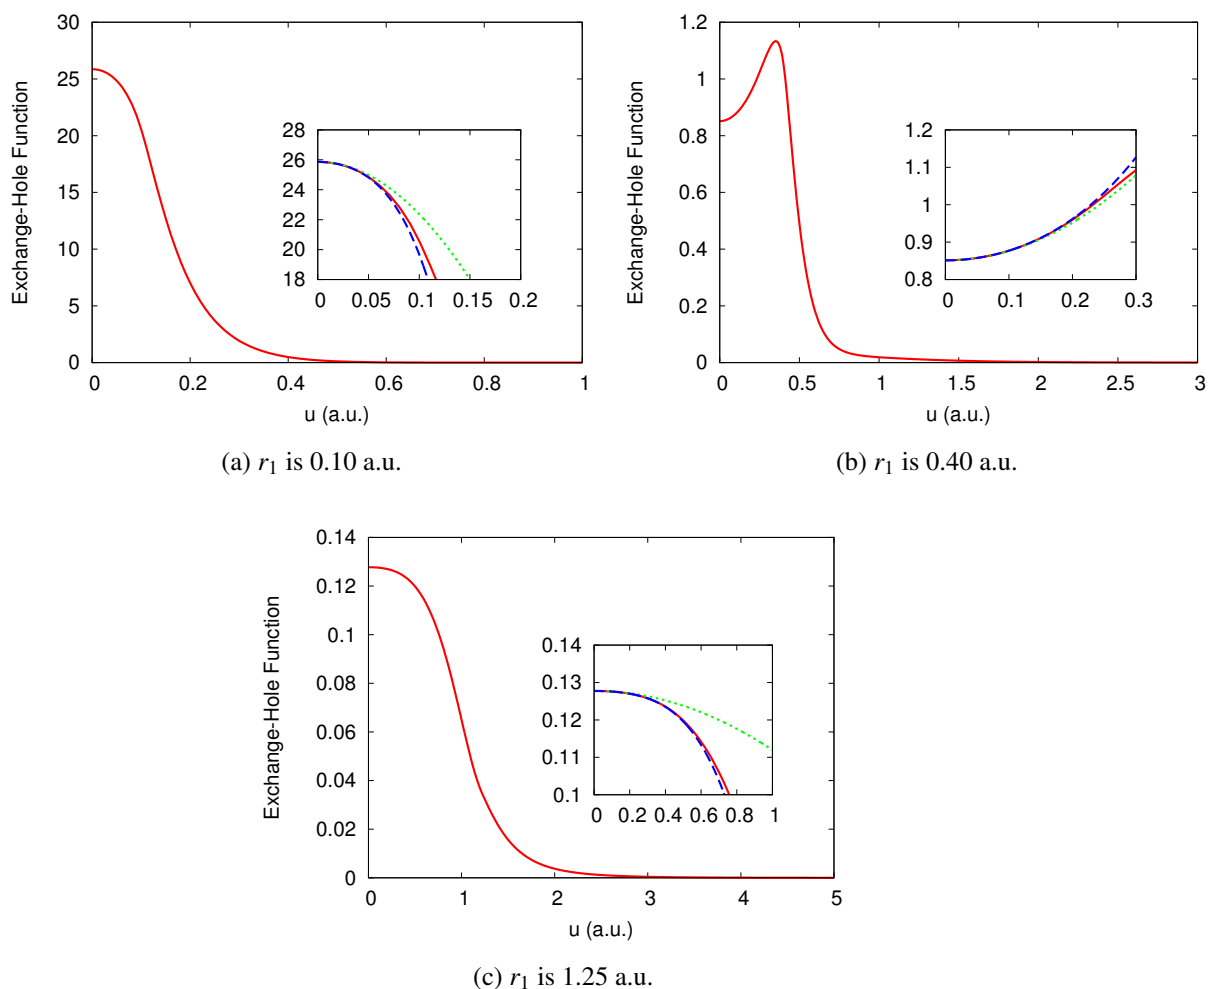 Exchange-Hole Function
30
25
20
15
10
5
0
0 0.2 0.4 0.6 0.8 1
u (a.u.)
28
26
24
22
20
18
0 0.05 0.1 0.15 0.2
(a) r1 is 0.10 a.u.
Exchange-Hole Function
1.2
1
0.8
0.6
0.4
0.2
0
0 0.5 1 1.5 2 2.5 3
u (a.u.)
1.2
1.1
1
0.9
0.8
0 0.1 0.2 0.3
(b) r1 is 0.40 a.u.
Exchange-Hole Function
0.14
0.12
0.1
0.08
0.06
0.04
0.02
0
0 1 2 3 4 5
u (a.u.)
0.14
0.13
0.12
0.11
0.1
0 0.2 0.4 0.6 0.8 1
(c) r1 is 1.25 a.u.